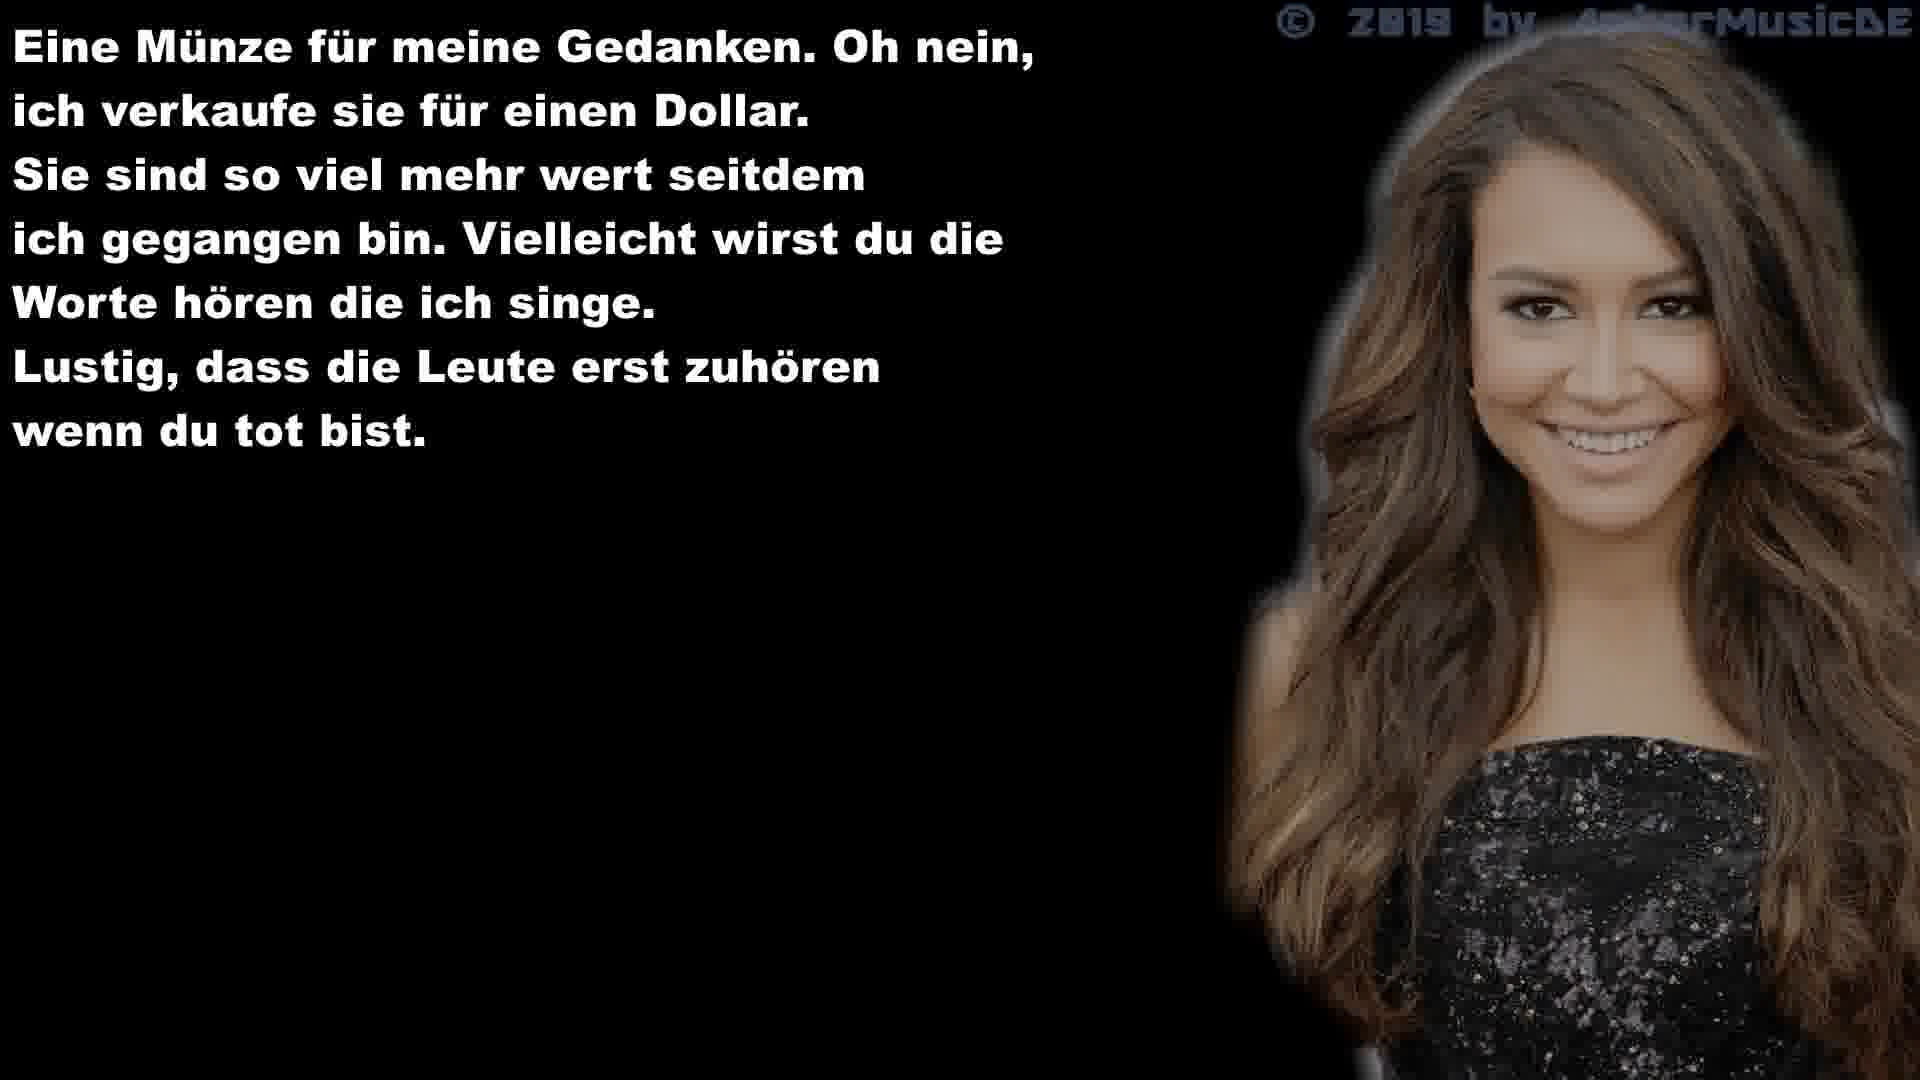 © 2019 by
Eine Münze für meine Gedanken. Oh nein,
ich verkaufe sie für einen Dollar.
Sie sind so viel mehr wert seitdem
ich gegangen bin. Vielleicht wirst du die
Worte hören die ich singe.
Lustig, dass die Leute erst zuhören
wenn du tot bist.